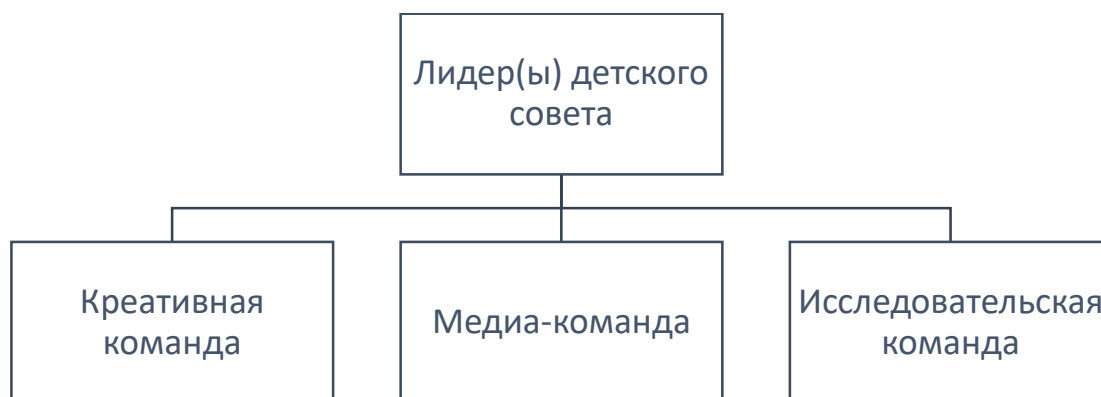 Лидер(ы) детского
совета
Креативная
команда
Медиа-команда
Исследовательская
команда